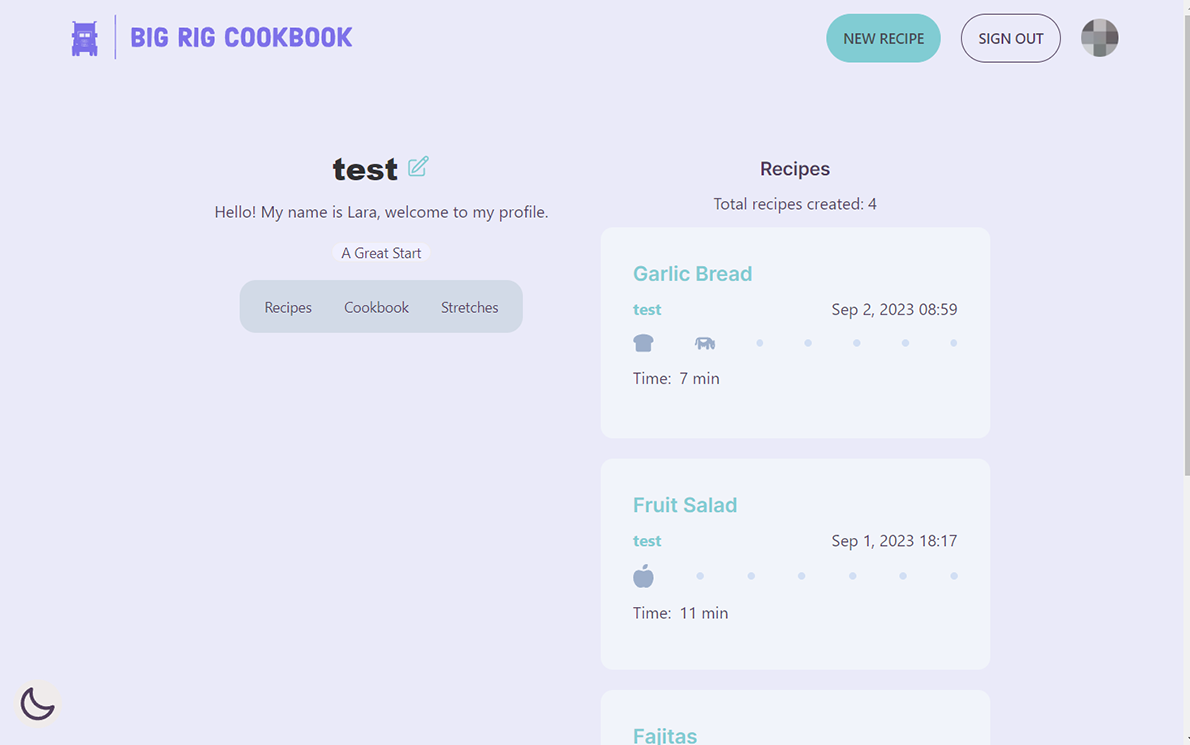 BIG RIG COOKBOOK
NEW RECIPE
SIGN OUT
test
Hello! My name is Lara, welcome to my profile.
A Great Start
Recipes Cookbook Stretches
Recipes
Total recipes created: 4
Garlic Bread
test Sep 2, 2023 08:59
Time: 7 min
Fruit Salad
test Sep 1, 2023 18:17
Time: 11 min
Fajitas